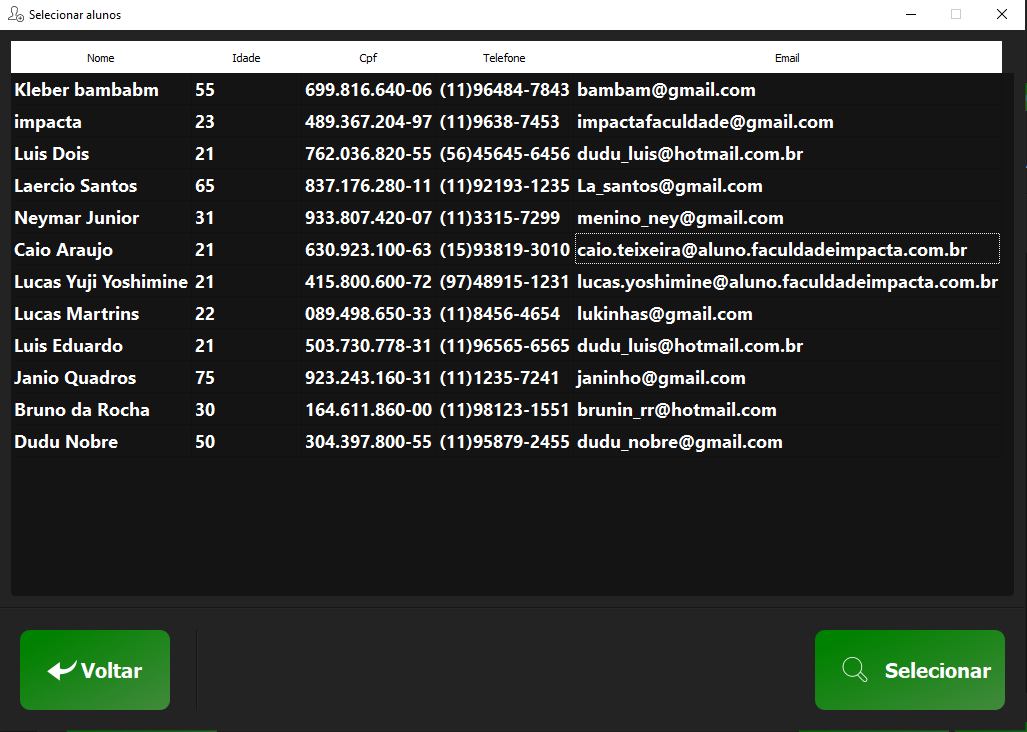 Selecionar alunos
Nome Idade Cpf Telefone Email
Kleber bambabm 55 699.816.640-06 (11)96484-7843 bambam@gmail.com
impacta 23 489.367.204-97 (11)9638-7453 impactafaculdade@gmail.com
Luis Dois 21 762.036.820-55 (56)45645-6456 dudu_luis@hotmail.com.br
Laercio Santos 65 837.176.280-11 (11)92193-1235 La_santos@gmail.com
Neymar Junior 31 933.807.420-07 (11)3315-7299 menino_ney@gmail.com
Caio Araujo 21 630.923.100-63 (15)93819-3010 caio.teixeira@aluno.faculdadeimpacta.com.br
Lucas Yuji Yoshimine 21 415.800.600-72 (97)48915-1231 lucas.yoshimine@aluno.faculdadeimpacta.com.br
Lucas Martrins 22 089.498.650-33 (11)8456-4654 lukinhas@gmail.com
Luis Eduardo 21 503.730.778-31 (11)96565-6565 dudu_luis@hotmail.com.br
Janio Quadros 75 923.243.160-31 (11)1235-7241 janinho@gmail.com
Bruno da Rocha 30 164.611.860-00 (11)98123-1551 brunin_rr@hotmail.com
Dudu Nobre 50 304.397.800-55 (11)95879-2455 dudu_nobre@gmail.com
Voltar Selecionar